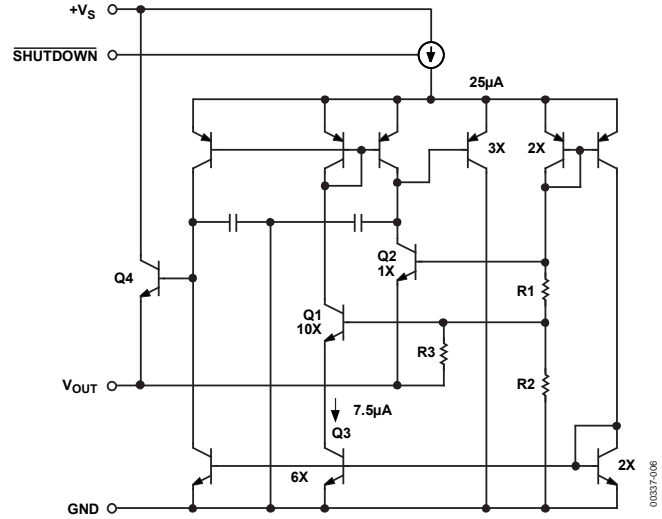 +VS
SHUTDOWN
25µA
3X
2X
Q2
1X
Q4
R1
Q1
10X
R3
VOUT
R2
7.5µA
Q3
6X
2X
GND
00337-006